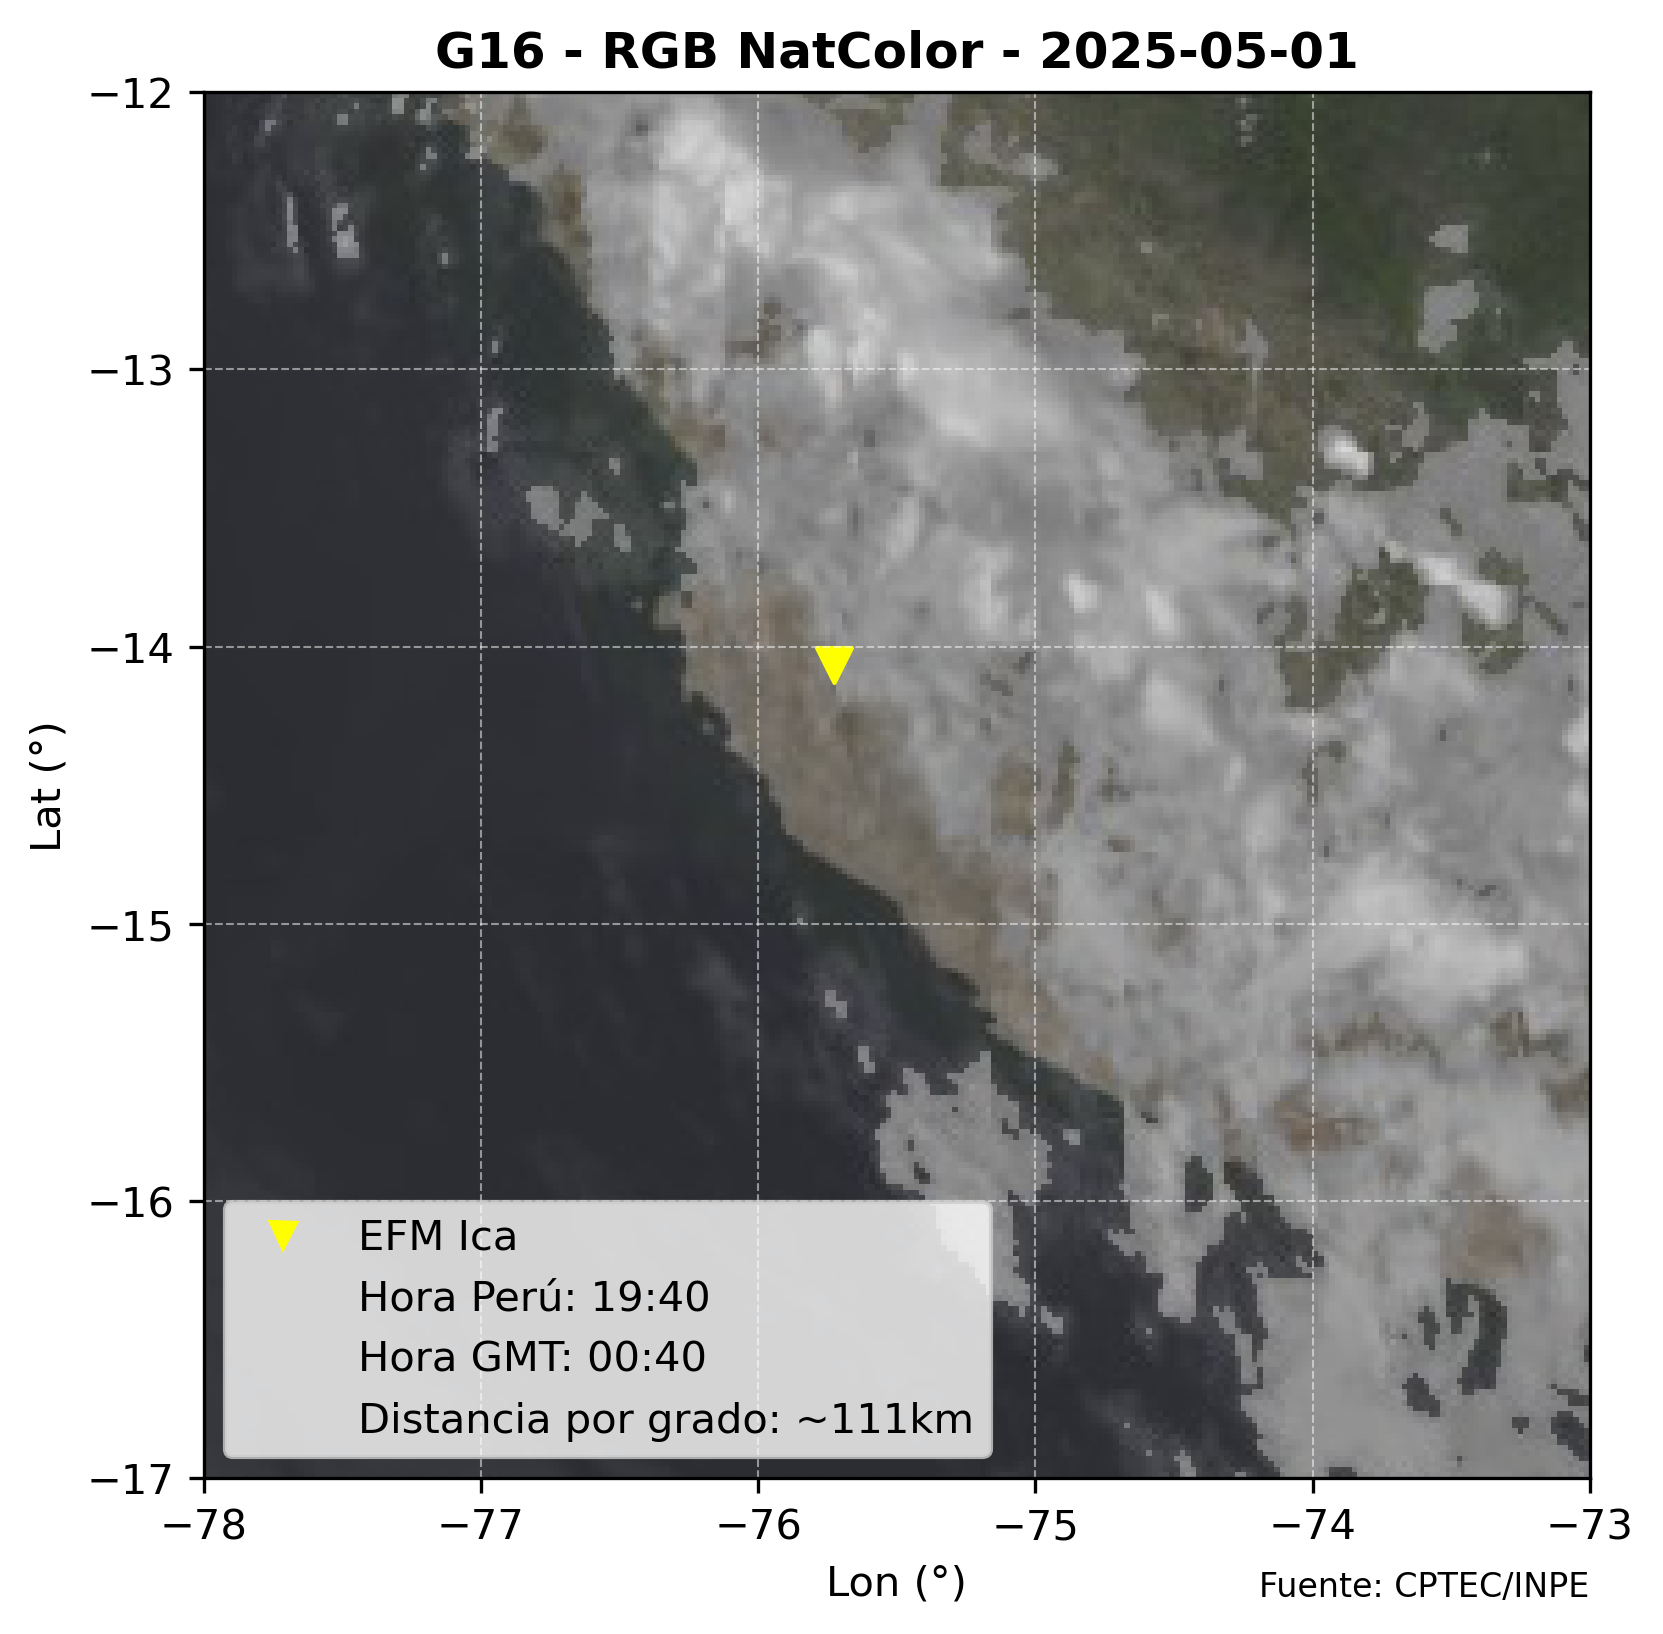 G16 - RGB NatColor - 2025-05-01
−12
−13
−14
−15
−16
−17
Lat (°)
EFM Ica
Hora Perú: 19:40
Hora GMT: 00:40
Distancia por grado: ~111km
−78
−77
−76
−75
−74
−73
Lon (°)
Fuente: CPTEC/INPE